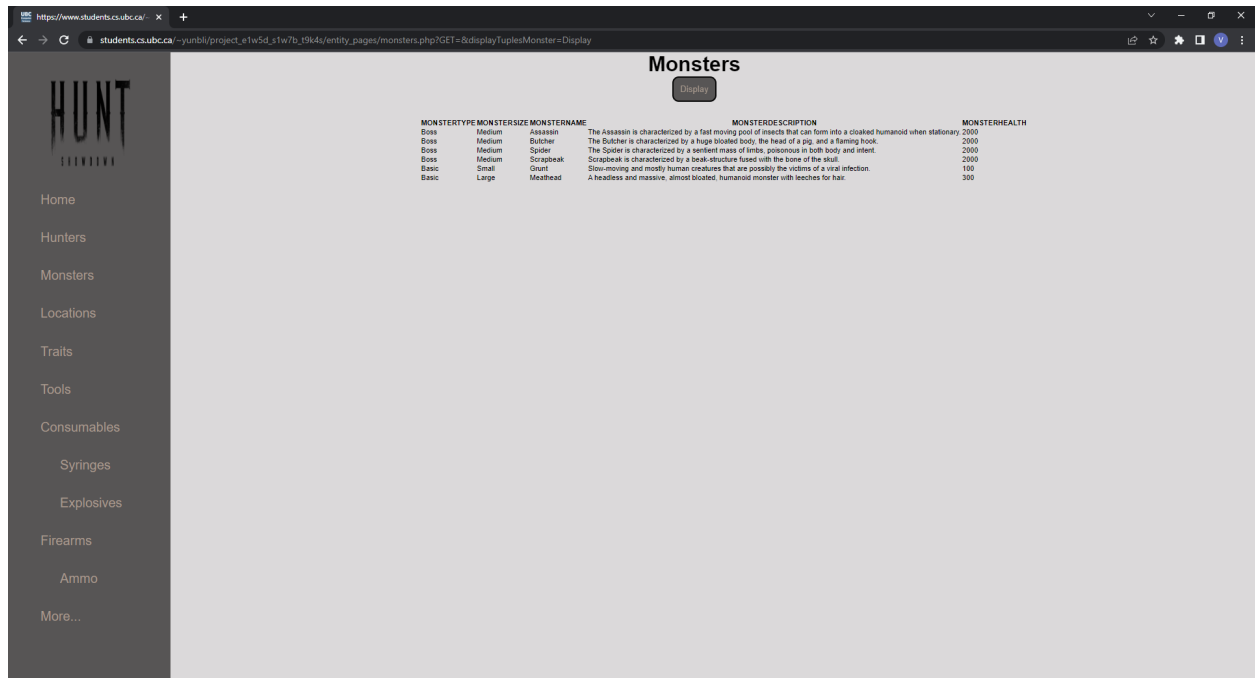 https://www.students.cs.ubc.ca/~
students.cs.ubc.ca/~yunbli/project_e1w5d_s1w7b_t9k4s/entity_pages/monsters.php?GET=&displayTuplesMonster=Display
V
HUNT
SHOWDOWN
Home
Hunters
Monsters
Locations
Traits
Tools
Consumables
Syringes
Explosives
Firearms
Ammo
More...
Monsters
Display
MONSTERTYPE MONSTERSIZE MONSTERNAME MONSTERDESCRIPTION MONSTERHEALTH
Boss Medium Assassin The Assassin is characterized by a fast moving pool of insects that can form into a cloaked humanoid when stationary. 2000
Boss Medium Butcher The Butcher is characterized by a huge bloated body, the head of a pig, and a flaming hook. 2000
Boss Medium Spider The Spider is characterized by a sentient mass of limbs, poisonous in both body and intent. 2000
Boss Medium Scrapbeak Scrapbeak is characterized by a beak-structure fused with the bone of the skull. 2000
Basic Small Grunt Slow-moving and mostly human creatures that are possibly the victims of a viral infection. 100
Basic Large Meathead A headless and massive, almost bloated, humanoid monster with leeches for hair. 300